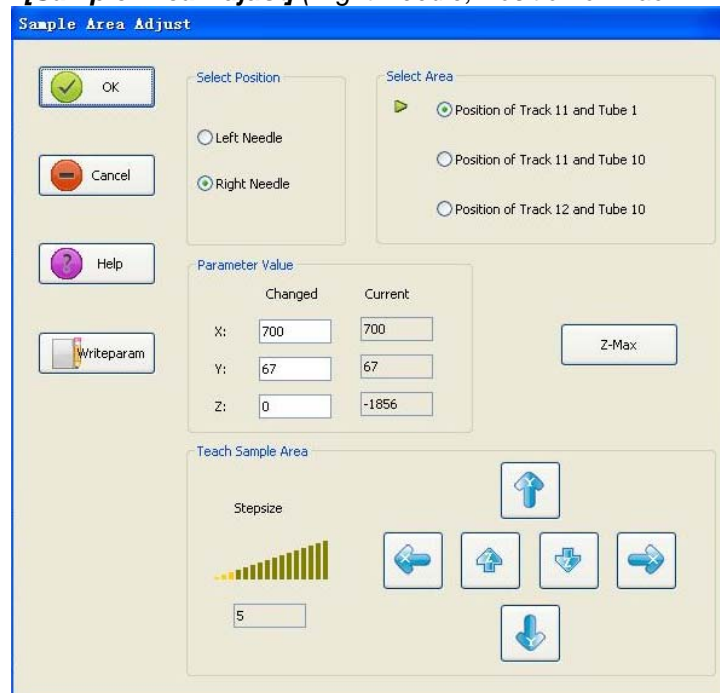 Sample Area Adjust
OK
Cancel
Help
Writeparam
Select Position
Left Needle
Right Needle
Select Area
Position of Track 11 and Tube 1
Position of Track 11 and Tube 10
Position of Track 12 and Tube 10
Parameter Value
Changed Current
X: 700 700
Y: 67 67
Z: 0 -1856
Z-Max
Teach Sample Area
Stepsize
5
Y
X Z Z X
Y